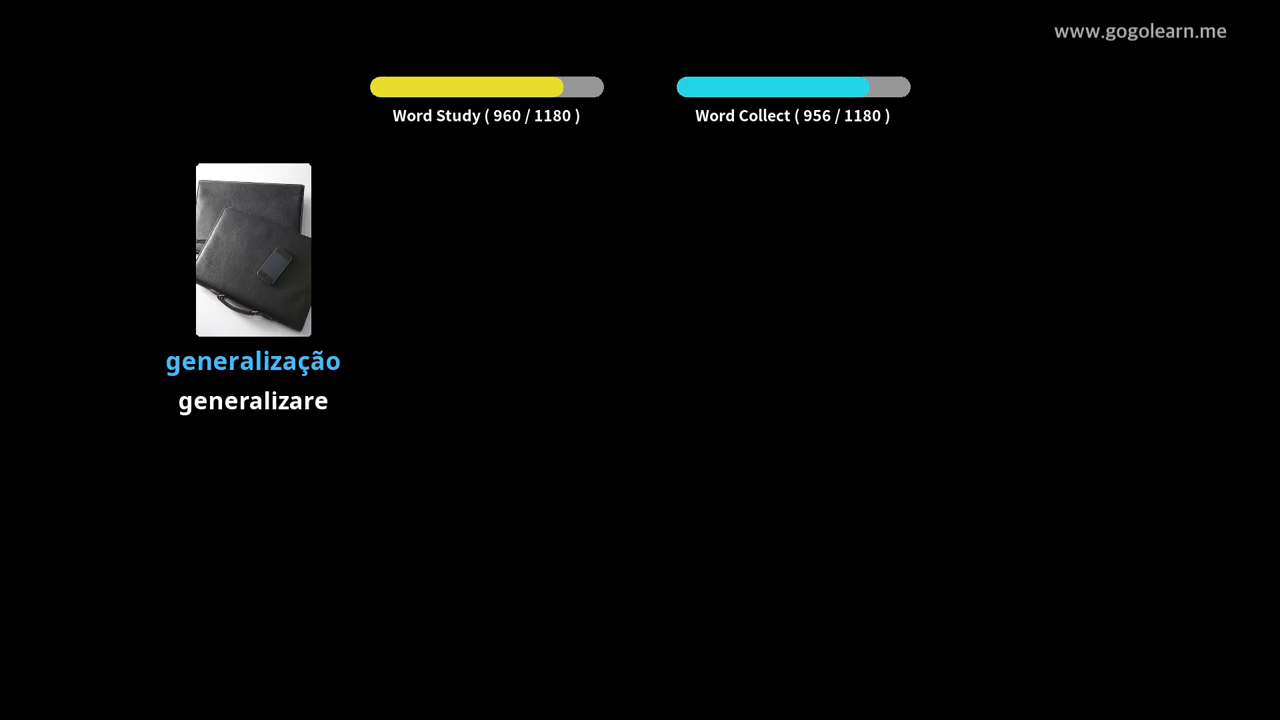 www.gogolearn.me
Word Study ( 960 / 1180 )
Word Collect ( 956 / 1180 )
generalização
generalizare